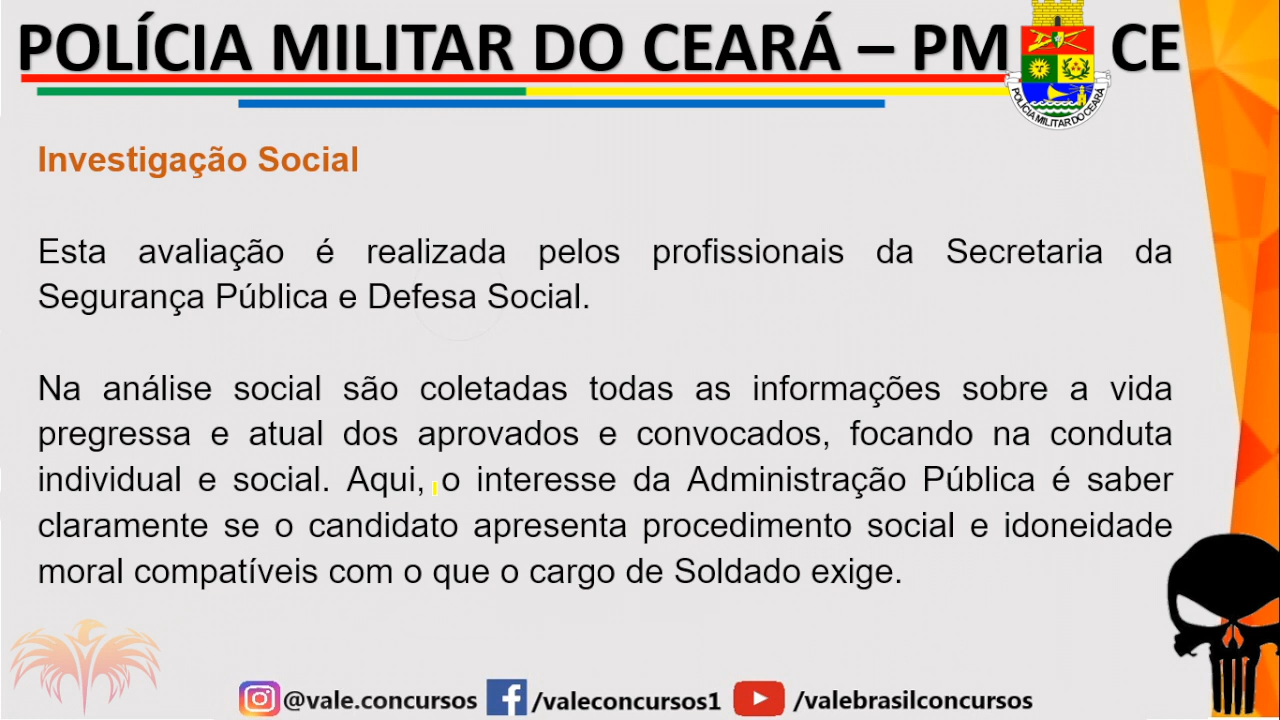 POLÍCIA MILITAR DO CEARÁ – PM CE
POLÍCIA MILITAR DO CEARÁ
Investigação Social
Esta avaliação é realizada pelos profissionais da Secretaria da
Segurança Pública e Defesa Social.
Na análise social são coletadas todas as informações sobre a vida
pregressa e atual dos aprovados e convocados, focando na conduta
individual e social. Aqui, o interesse da Administração Pública é saber
claramente se o candidato apresenta procedimento social e idoneidade
moral compatíveis com o que o cargo de Soldado exige.
@vale.concursos /valeconcursos1 /valebrasilconcursos